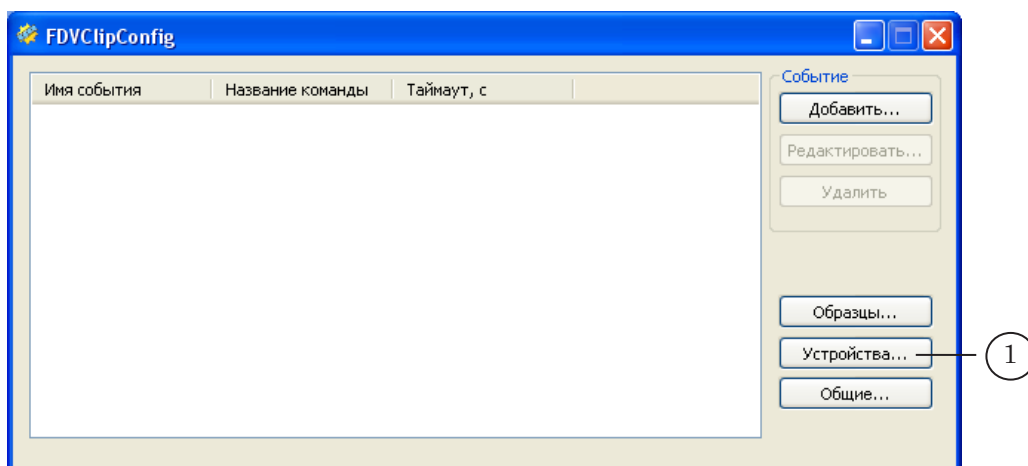 FDVClipConfig
Имя события Название команды Таймаут, с
Событие
Добавить...
Редактировать...
Удалить
Образцы...
Устройства...
1
Общие...